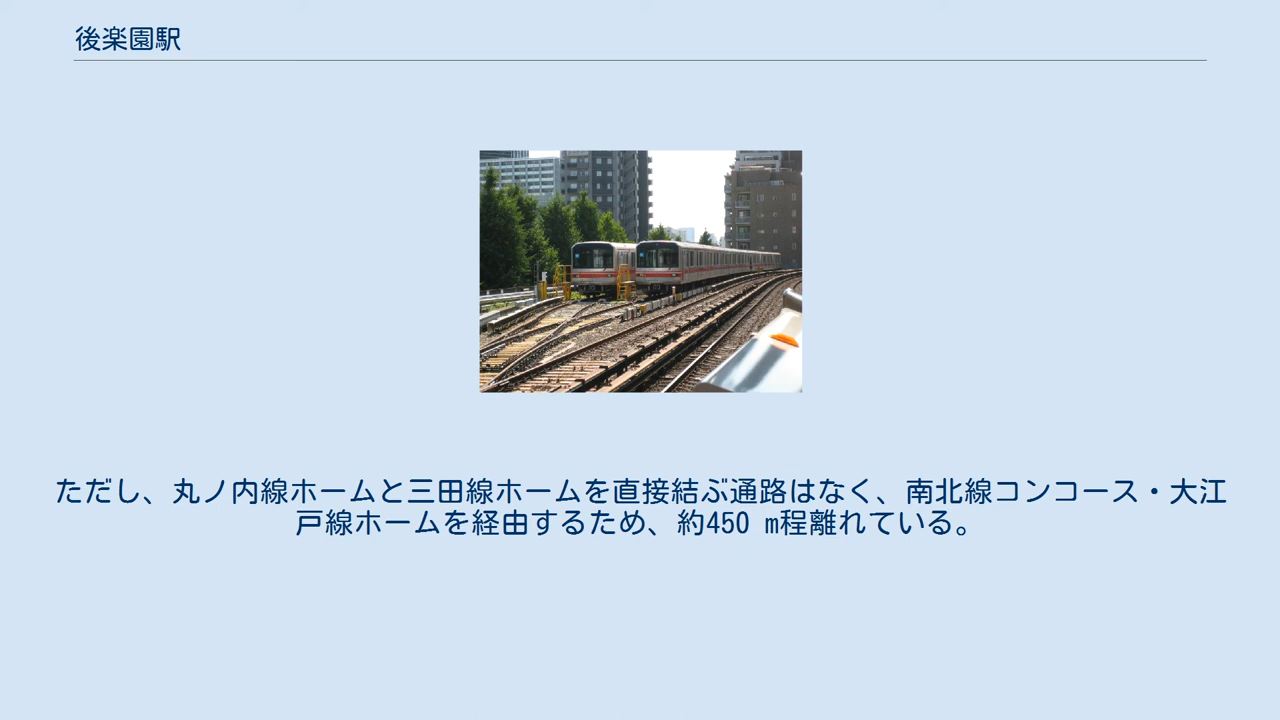 後楽園駅
ただし、丸ノ内線ホームと三田線ホームを直接結ぶ通路はなく、南北線コンコース・大江
戸線ホームを経由するため、約450 m程離れている。